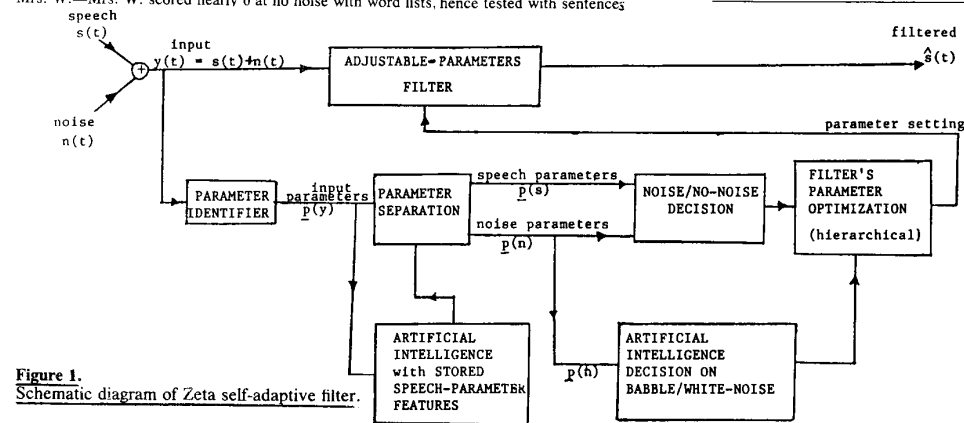 Mrs. W.—Mrs. W. scored nearly 0 at no noise with word lists, hence tested with sentences
speech
s(t)
input
y(t) = s(t)+n(t)
noise
n(t)
ADJUSTABLE-PARAMETERS
FILTER
filtered
ŝ(t)
parameter setting
PARAMETER
IDENTIFIER
input
parameters
p(y)
PARAMETER
SEPARATION
speech parameters
p(s)
noise parameters
p(n)
NOISE/NO-NOISE
DECISION
FILTER'S
PARAMETER
OPTIMIZATION
(hierarchical)
ARTIFICIAL
INTELLIGENCE
with STORED
SPEECH-PARAMETER
FEATURES
p(n)
ARTIFICIAL
INTELLIGENCE
DECISION ON
BABBLE/WHITE-NOISE
Figure 1.
Schematic diagram of Zeta self-adaptive filter.